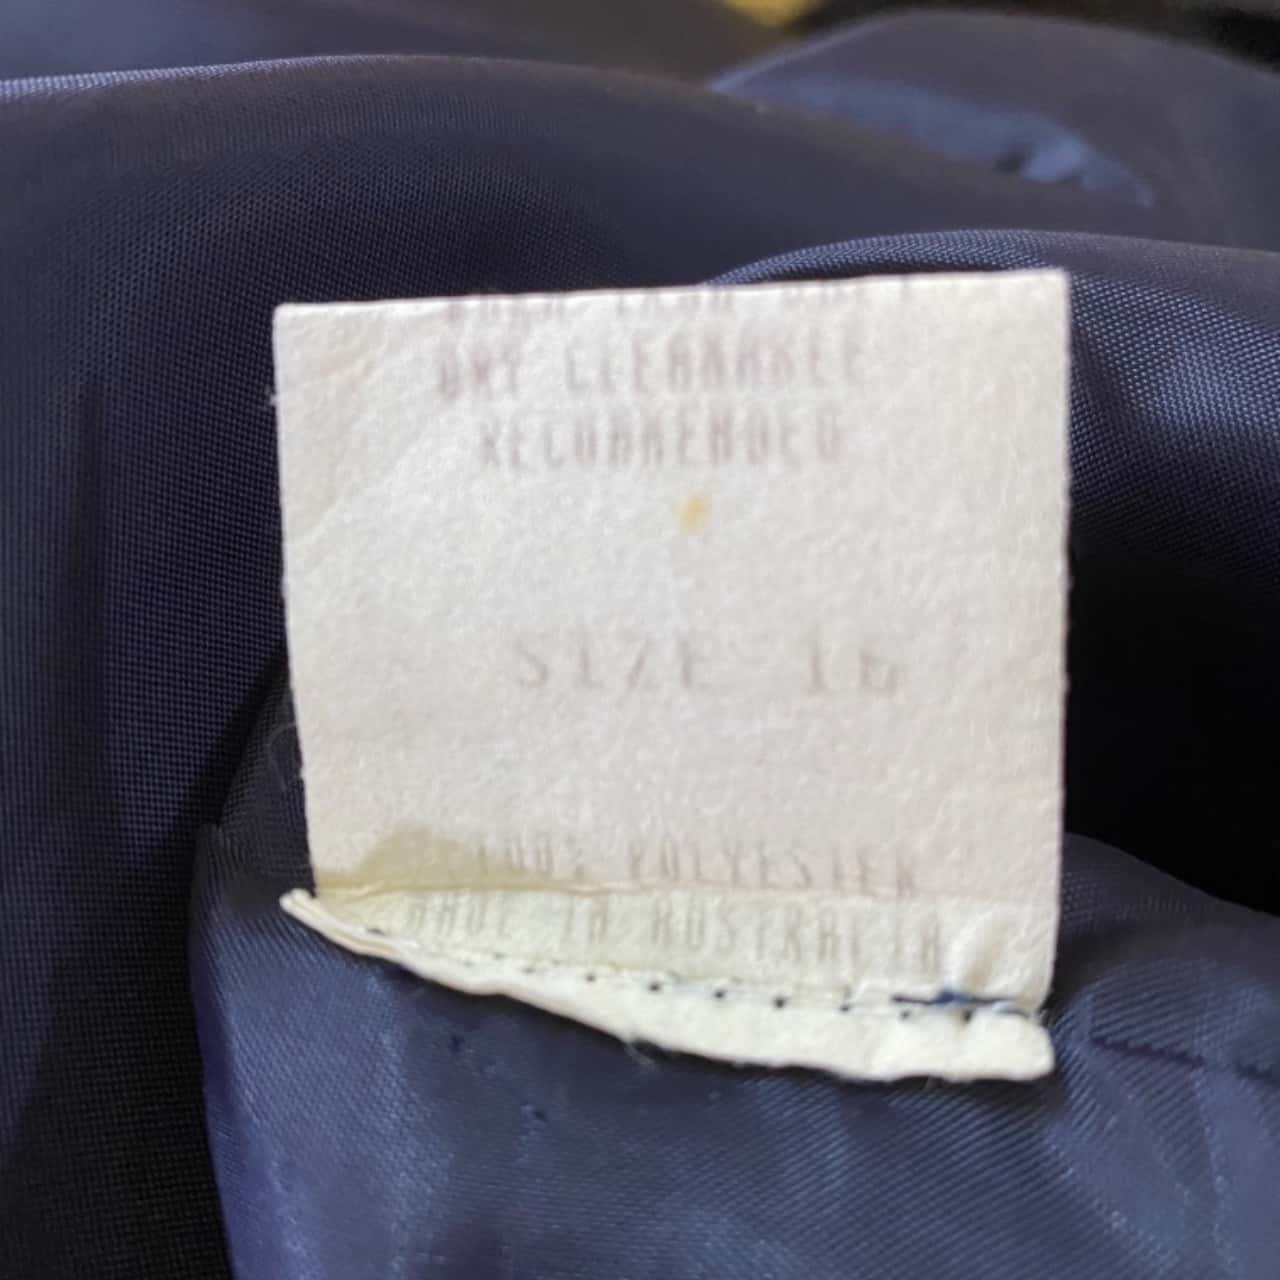 DRY CLEANABLE
RECOMMENDED
SIZE 16
100% POLYESTER
MADE IN AUSTRALIA